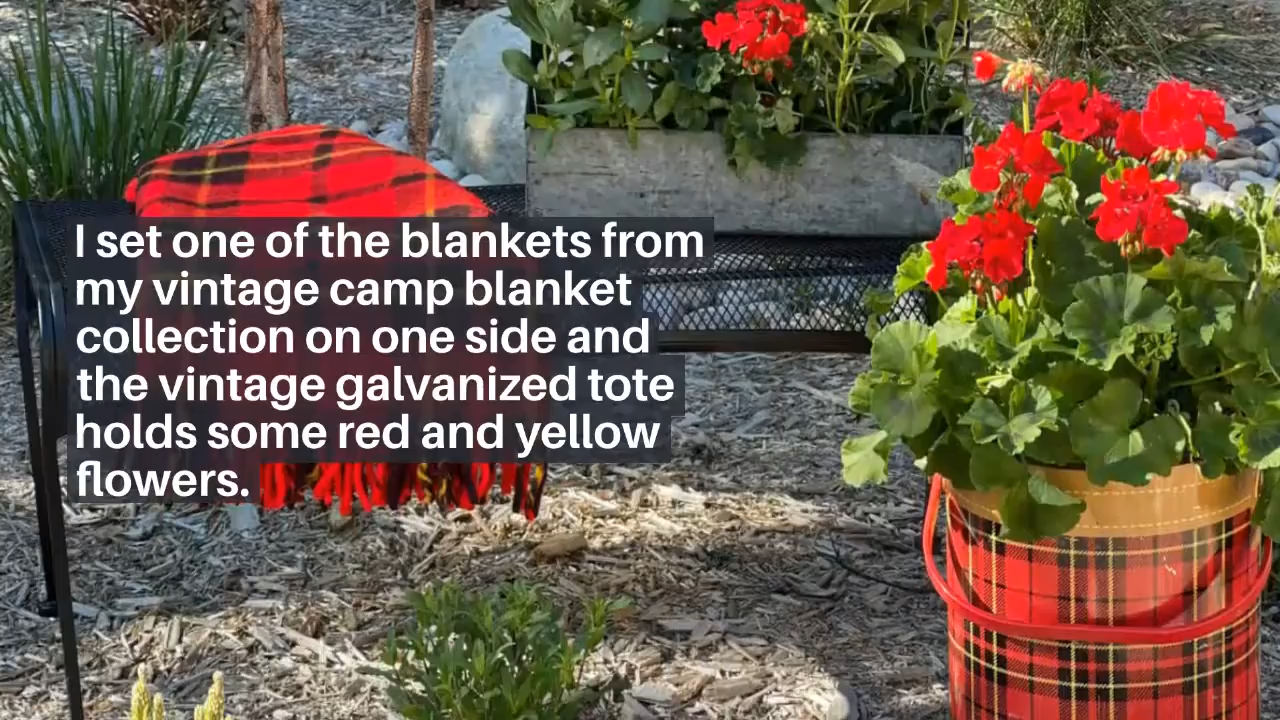 I set one of the blankets from
my vintage camp blanket
collection on one side and
the vintage galvanized tote
holds some red and yellow
flowers.